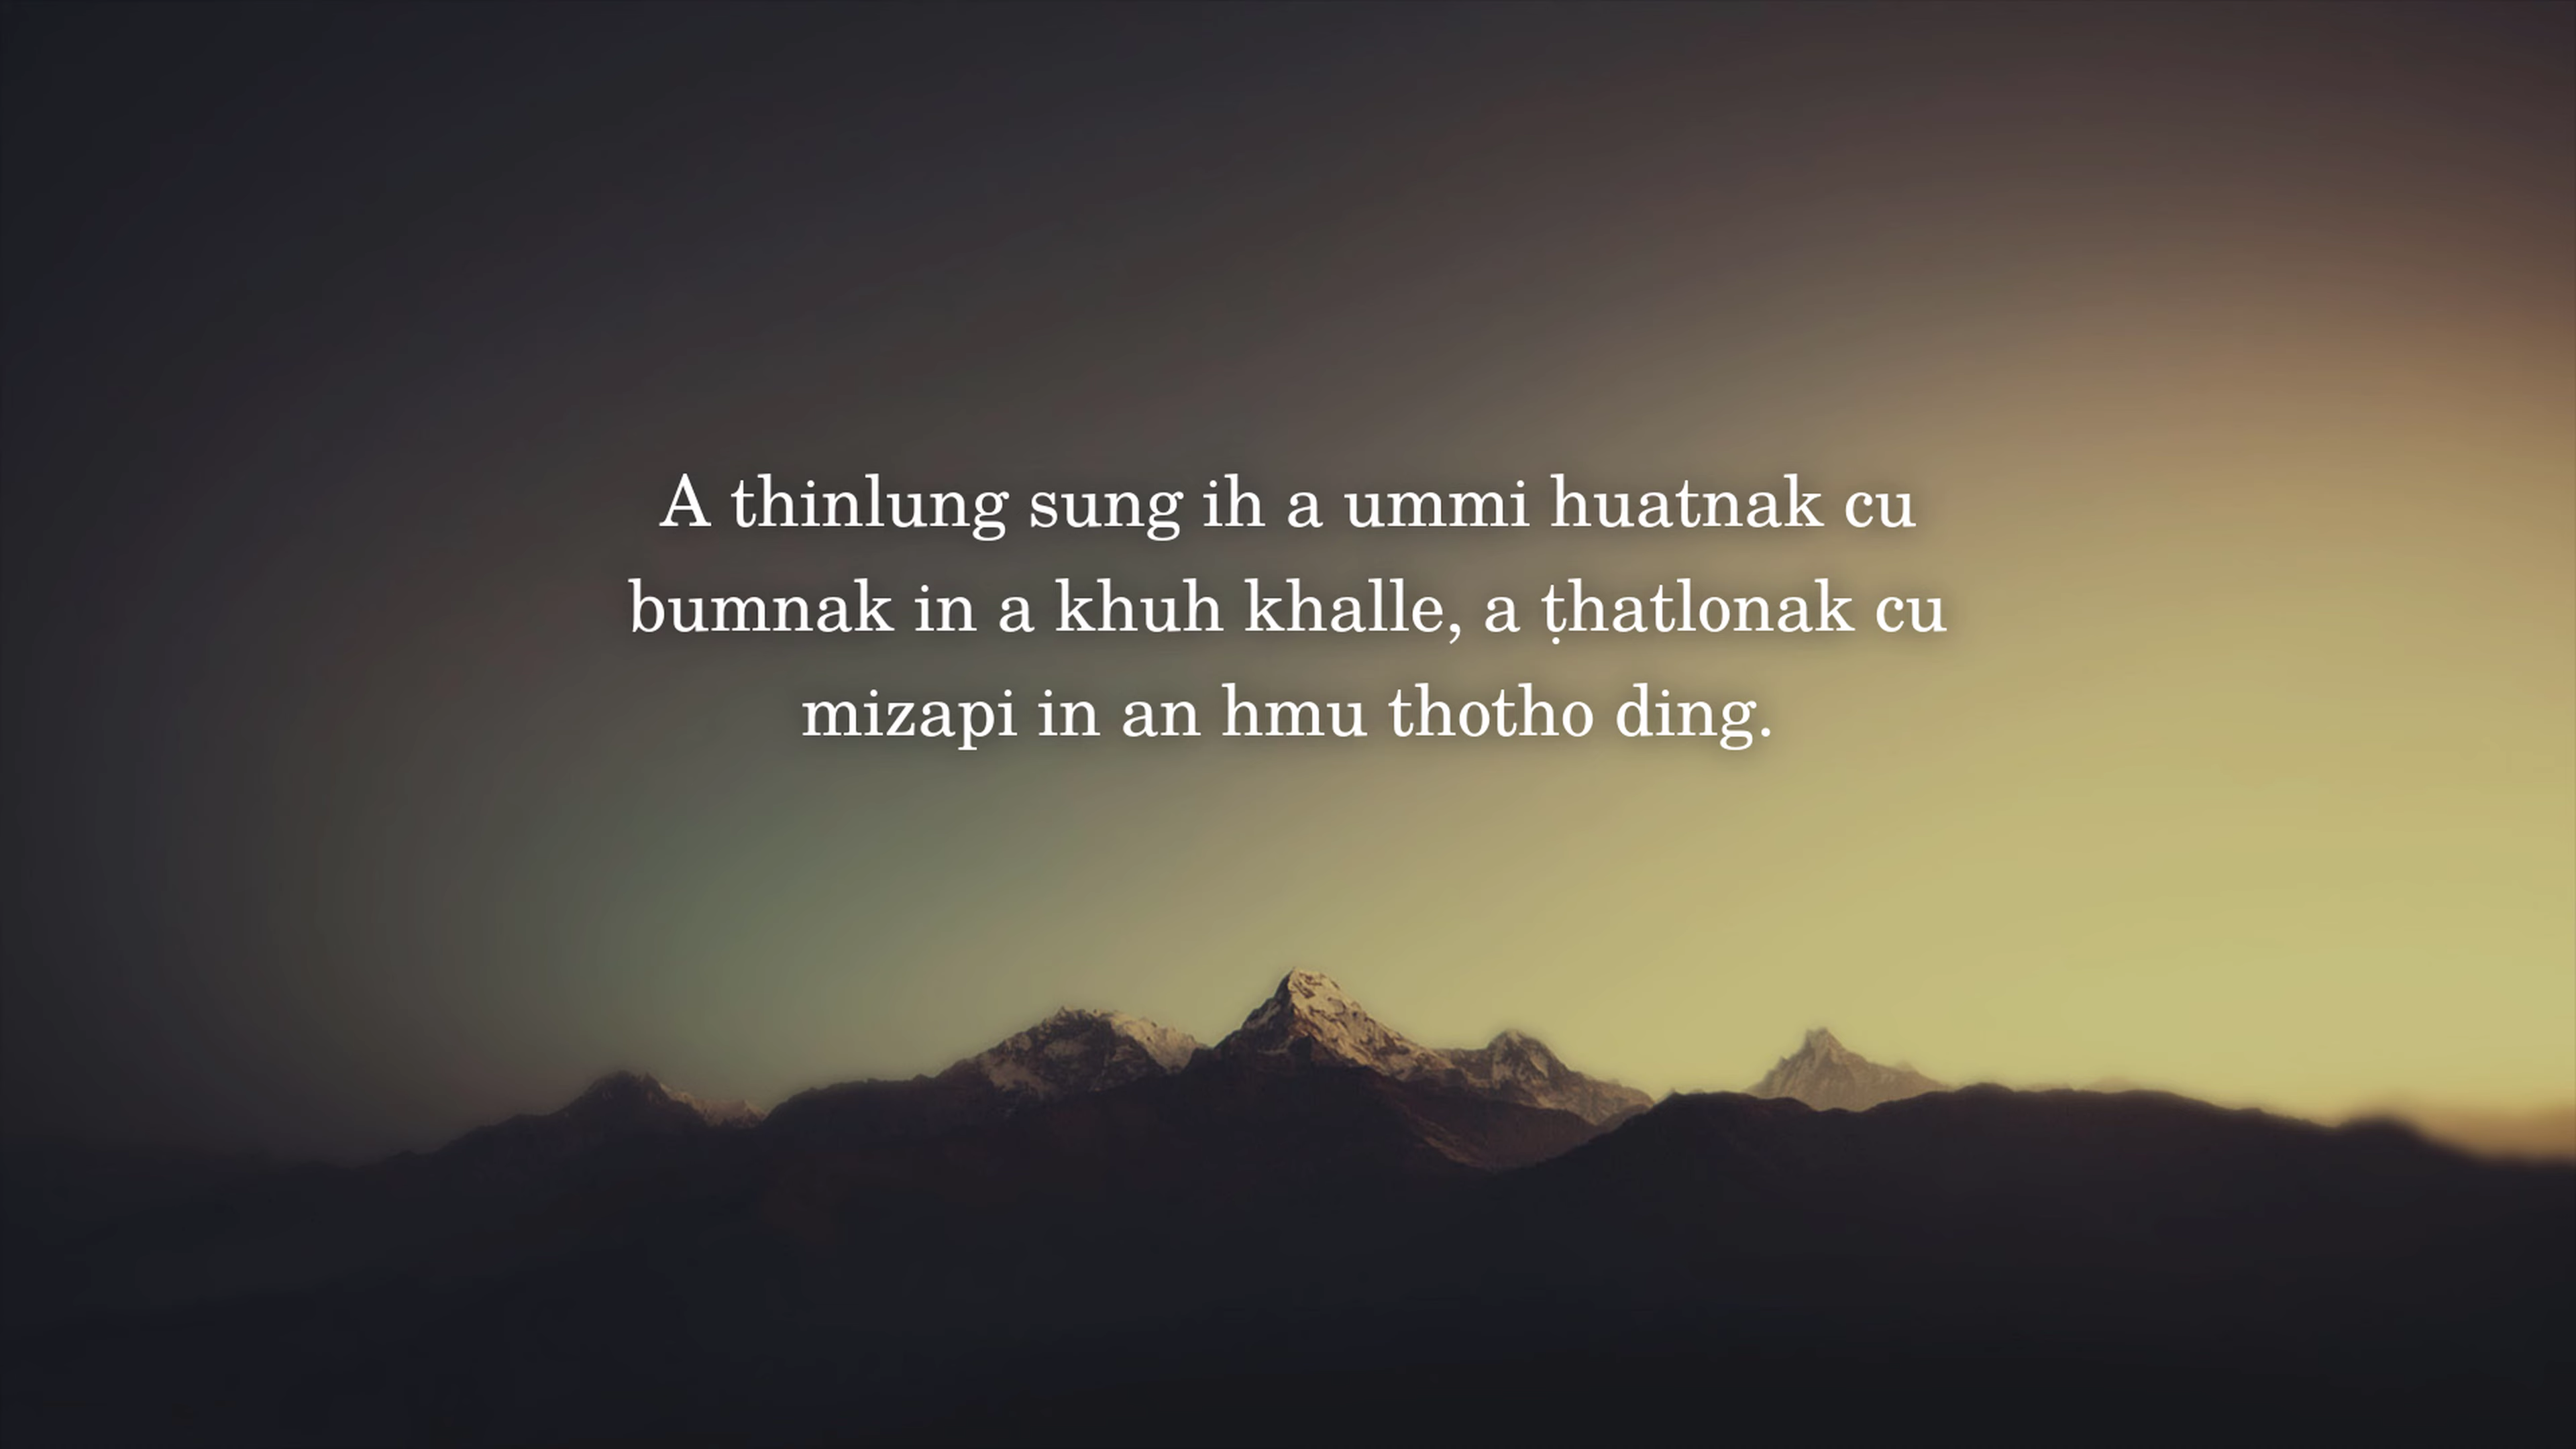 A thinlung sung ih a ummi huatnak cu
bumnak in a khuh khalle, a ṭhatlonak cu
mizapi in an hmu thotho ding.